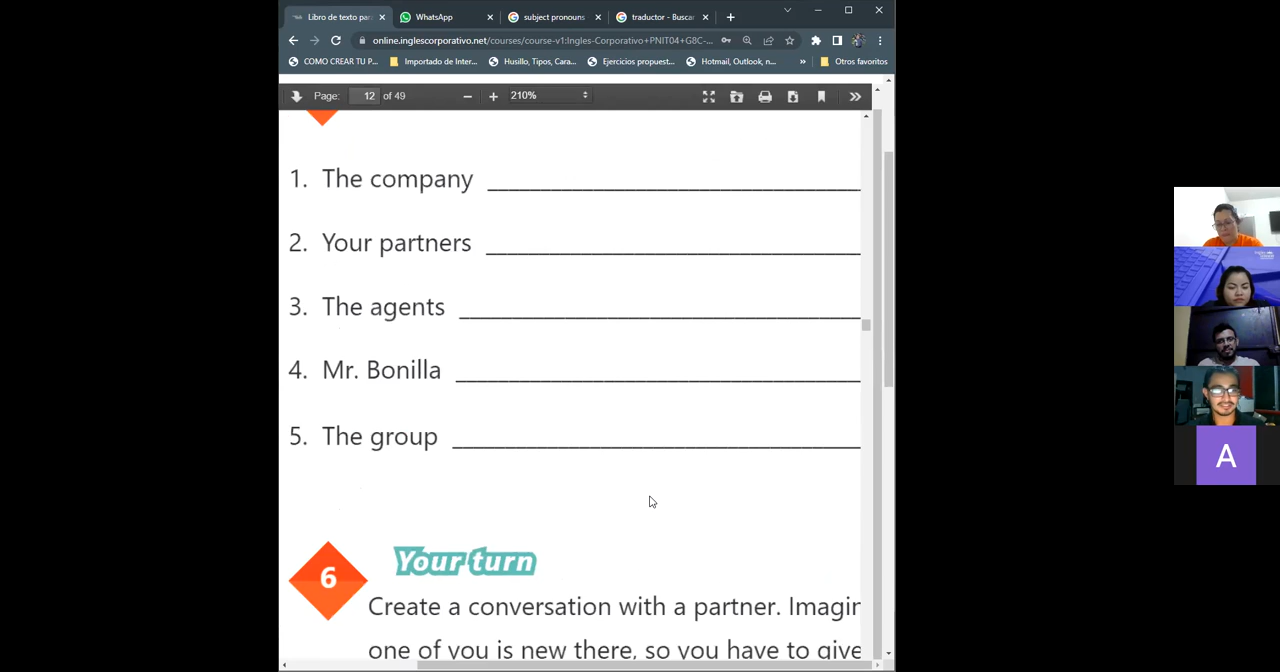 Libro de texto par
WhatsApp
subject pronouns
traductor - Buscar
online.inglescorporativo.net/courses/course-v1:Ingles-Corporativo+PNIT04+G8C-...
COMO CREAR TU P...
Importado de Inter...
Husillo, Tipos, Cara...
Ejercicios propuest...
Hotmail, Outlook, n...
Otros favoritos
Page: 12 of 49
210%
1. The company
2. Your partners
3. The agents
4. Mr. Bonilla
5. The group
6 Your turn
Create a conversation with a partner. Imagin
one of you is new there, so you have to give
A